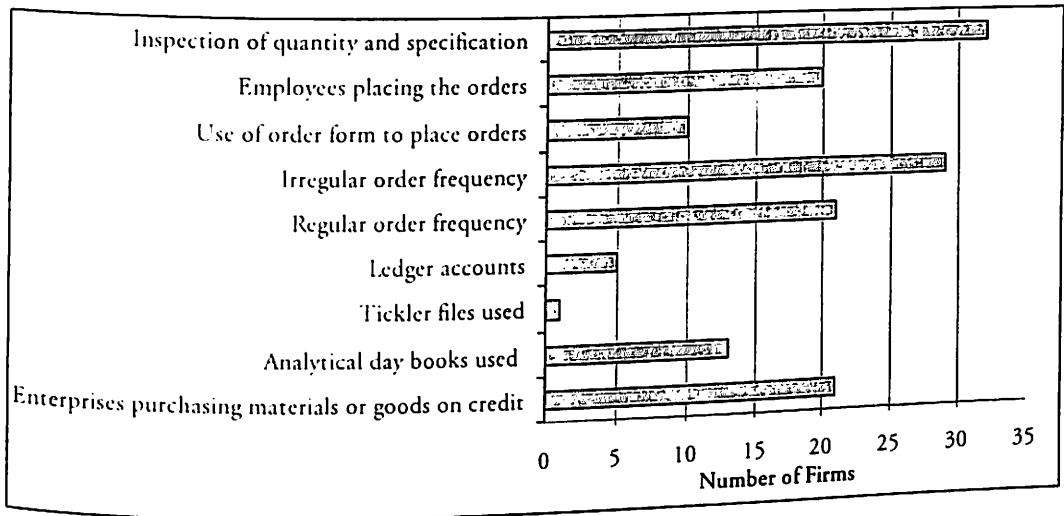 Inspection of quantity and specification
Employees placing the orders
Use of order form to place orders
Irregular order frequency
Regular order frequency
Ledger accounts
Tickler files used
Analytical day books used
Enterprises purchasing materials or goods on credit
0 5 10 15 20 25 30 35
Number of Firms